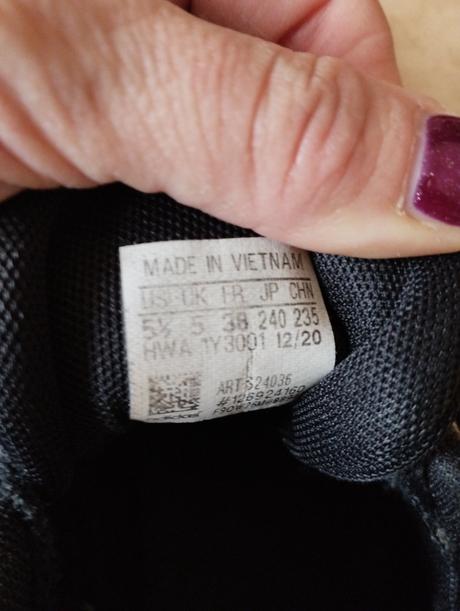 MADE IN VIETNAM
US UK FR JP CHN
5½ 5 38 240 235
HWA 1Y3001 12/20
ART S24036